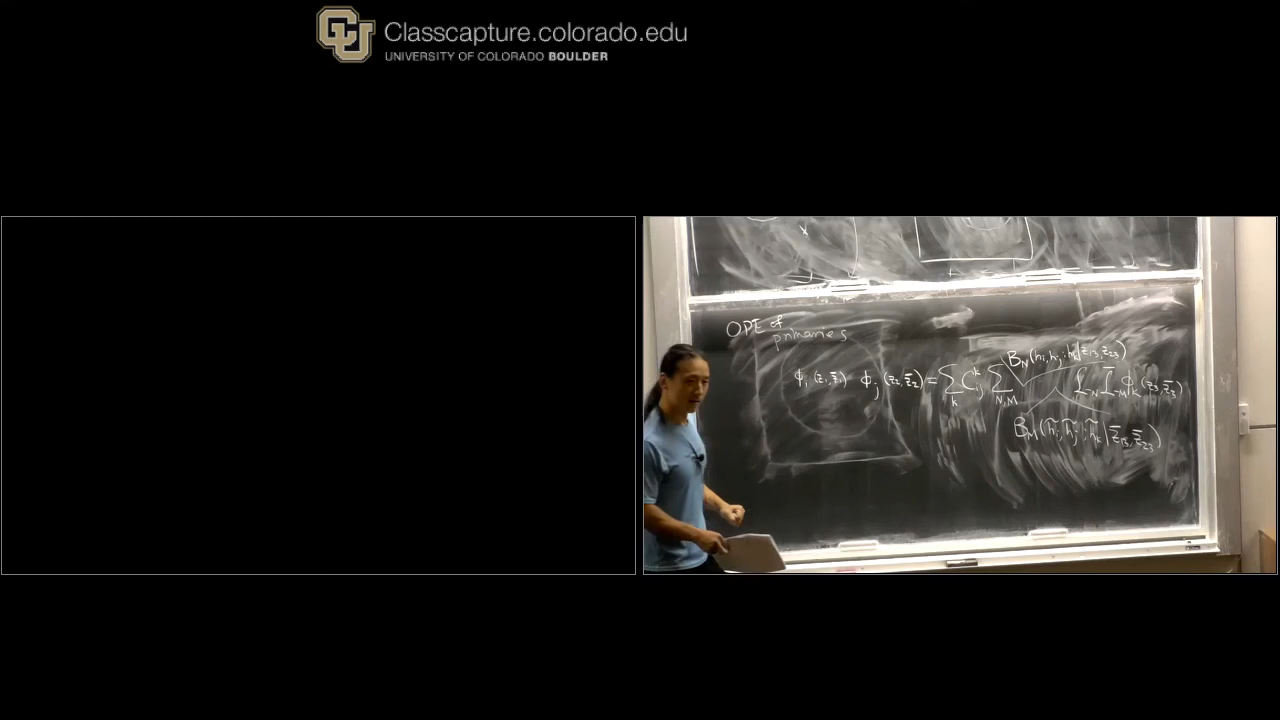 Classcapture.colorado.edu
UNIVERSITY OF COLORADO BOULDER
OPE of
primaries
B_N(h_i, h_j; h_k | z_13, z_23)
ϕ_i (z_1, z̄_1) ϕ_j (z_2, z̄_2) = Σ_k C_ij^k Σ_{N,M} ℒ_{-N} ℒ̄_{-M} ϕ_k (z_3, z̄_3)
B_M(h̃_i, h̃_j; h̃_k | z̄_13, z̄_23)